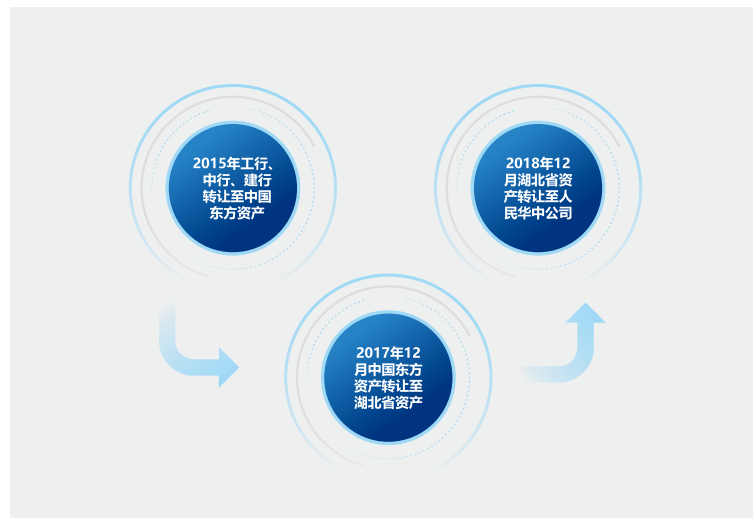 2015年工行、
中行、建行
转让至中国
东方资产
2017年12
月中国东方
资产转让至
湖北省资产
2018年12
月湖北省资
产转让至人
民华中公司